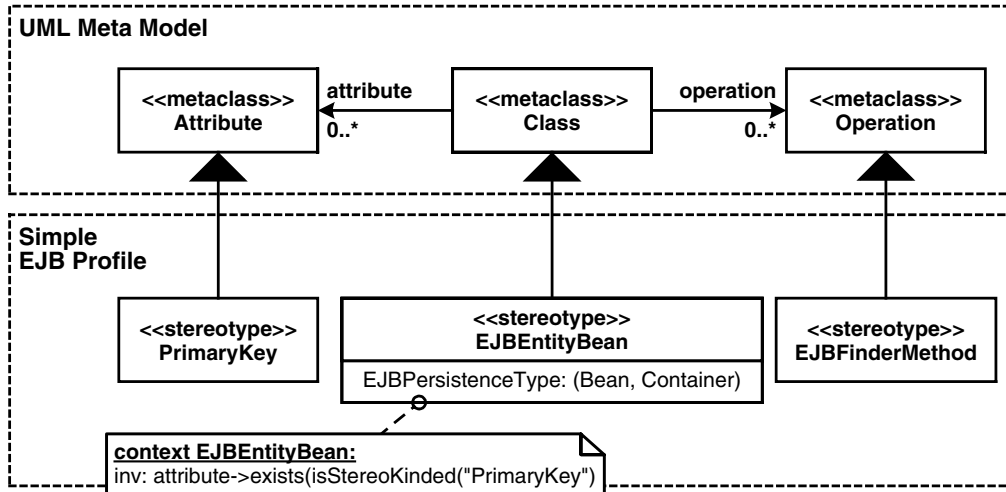 UML Meta Model
<<metaclass>>
Attribute
attribute
0..*
<<metaclass>>
Class
operation
0..*
<<metaclass>>
Operation
Simple
EJB Profile
<<stereotype>>
PrimaryKey
<<stereotype>>
EJBEntityBean
EJBPersistenceType: (Bean, Container)
<<stereotype>>
EJBFinderMethod
context EJBEntityBean:
inv: attribute->exists(isStereoKinded("PrimaryKey")